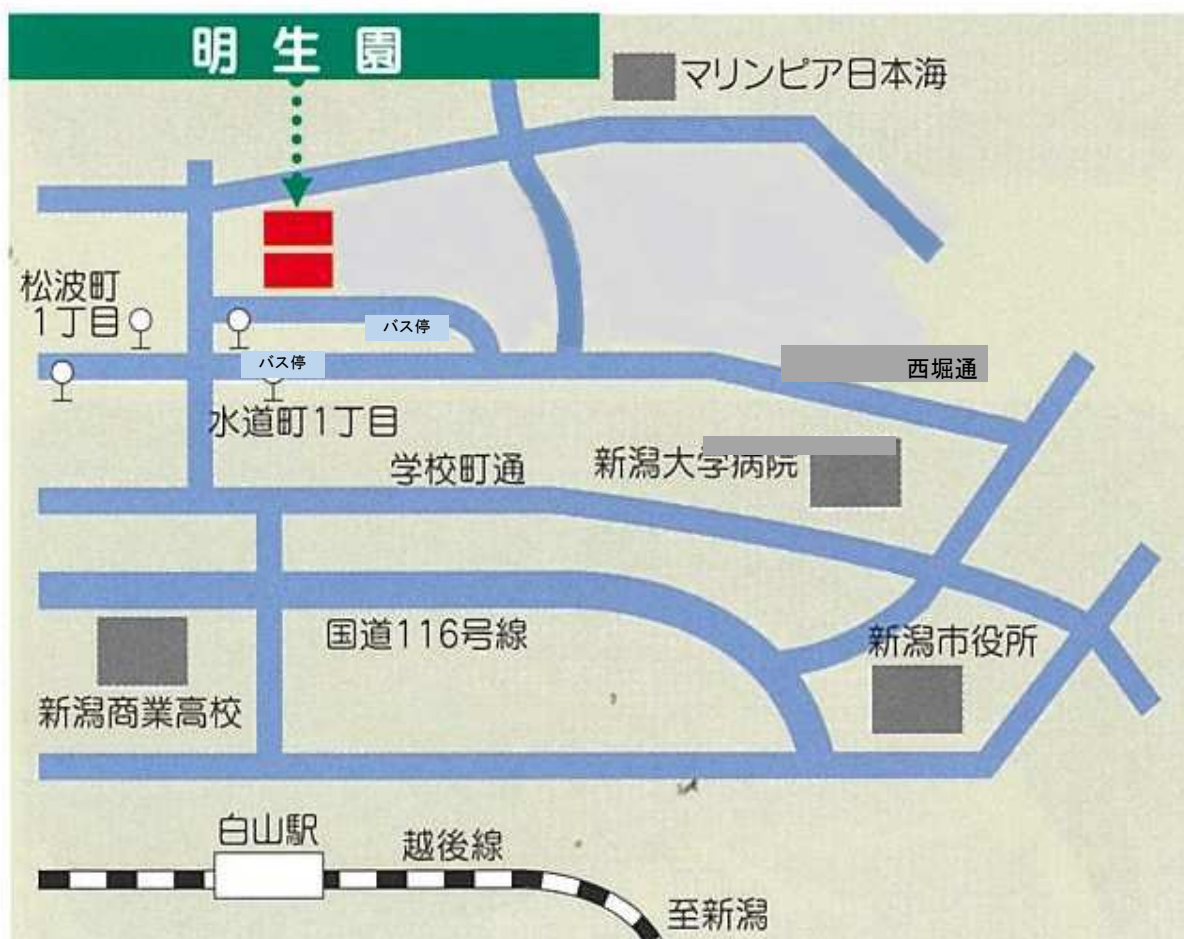 明生園
マリンピア日本海
松波町
1丁目
バス停
バス停
西堀通
水道町1丁目
学校町通
新潟大学病院
国道116号線
新潟市役所
新潟商業高校
白山駅
越後線
至新潟